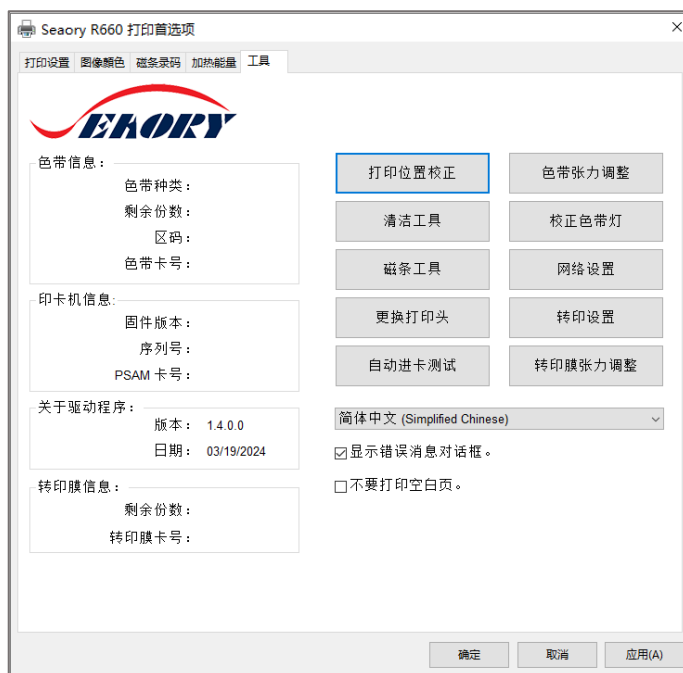 Seaory R660 打印首选项
打印设置 图像顏色 磁条录码 加热能量 工具
SEAORY
色带信息：
色带种类：
剩余份数：
区码：
色带卡号：
印卡机信息:
固件版本：
序列号：
PSAM 卡号：
关于驱动程序：
版本： 1.4.0.0
日期： 03/19/2024
转印膜信息：
剩余份数：
转印膜卡号：
打印位置校正 色带张力调整
清洁工具 校正色带灯
磁条工具 网络设置
更换打印头 转印设置
自动进卡测试 转印膜张力调整
简体中文 (Simplified Chinese)
显示错误消息对话框。
不要打印空白页。
确定 取消 应用(A)